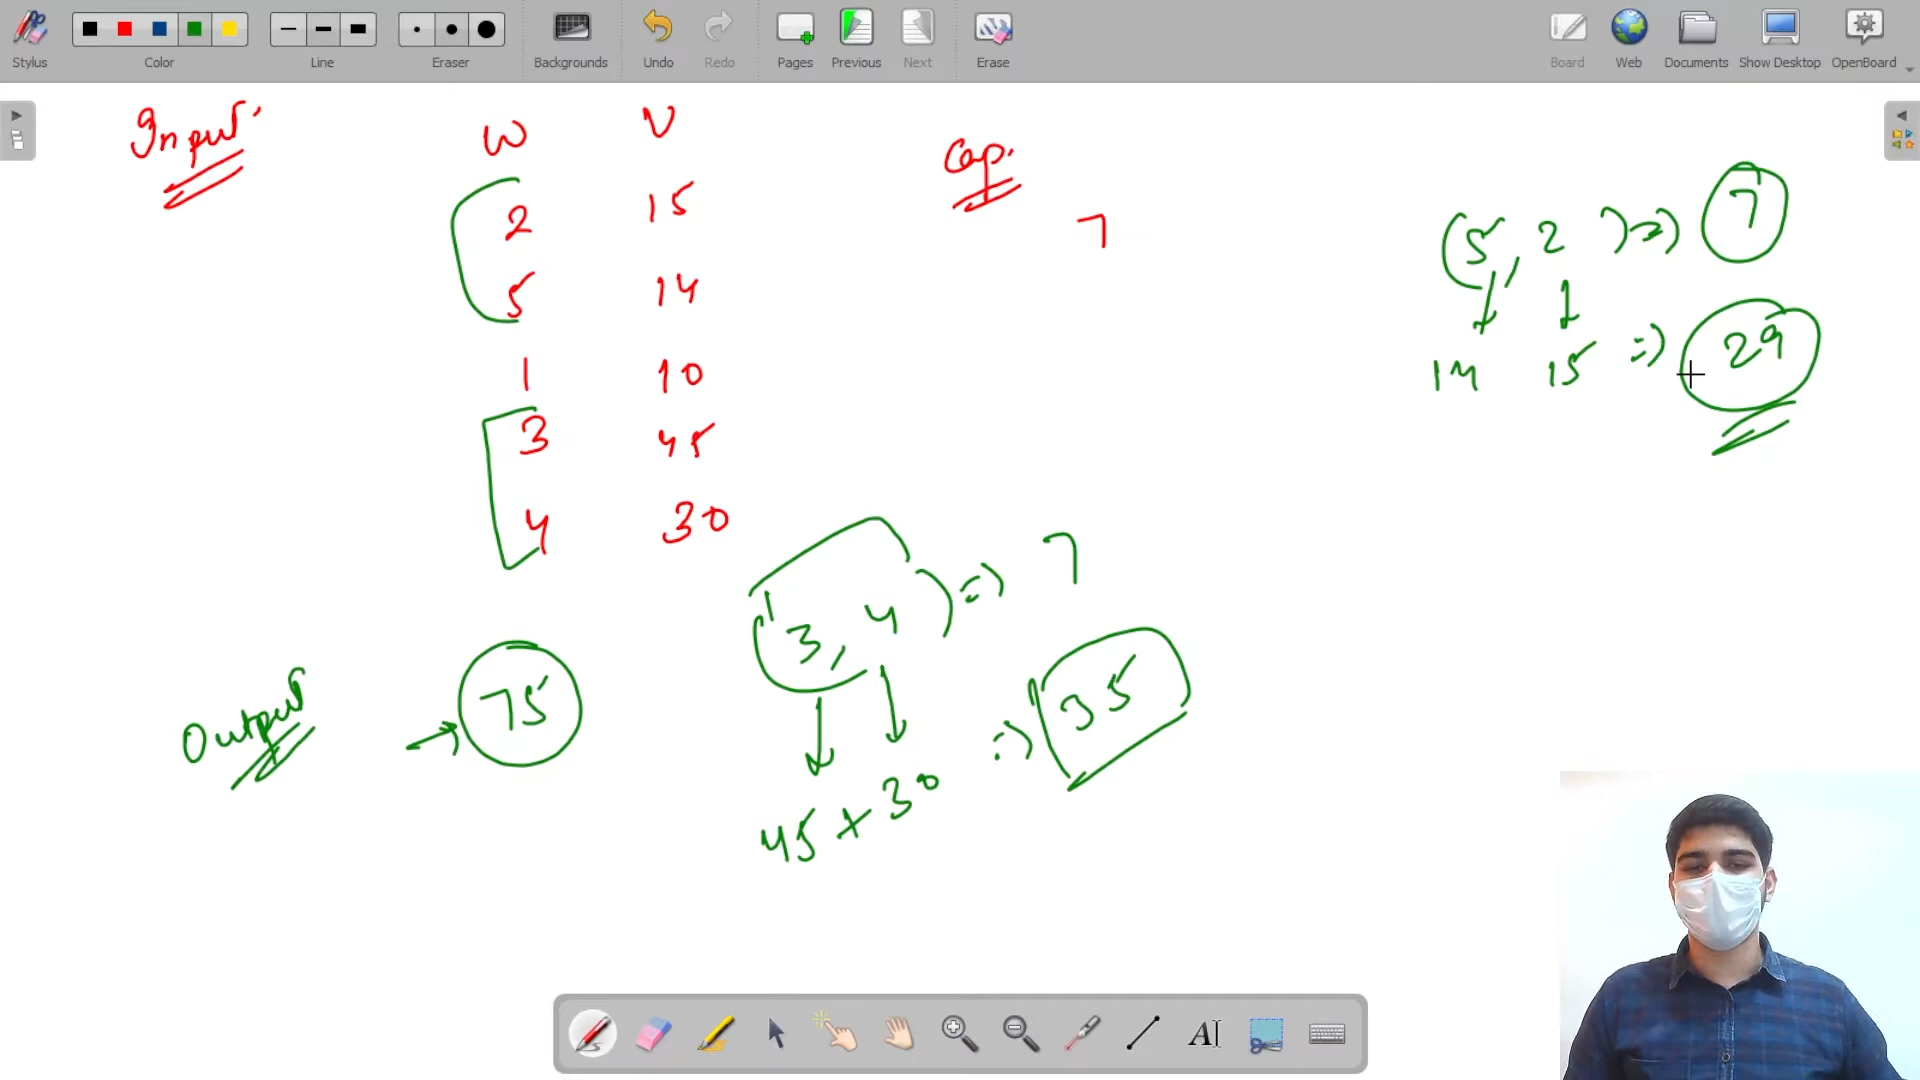 Stylus Color Line Eraser Backgrounds Undo Redo Pages Previous Next Erase Board Web Documents Show Desktop OpenBoard
Input
W V
Cap.
2 15
7
5 14
1 10
3 45
4 30
(5, 2) => 7
14 15 => 29
(3, 4) => 7
45 + 30 => 35
Output → 75
AI